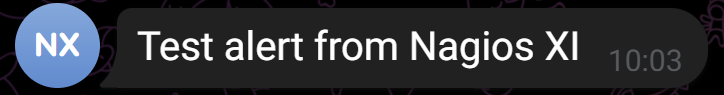 NX
Test alert from Nagios XI
10:03